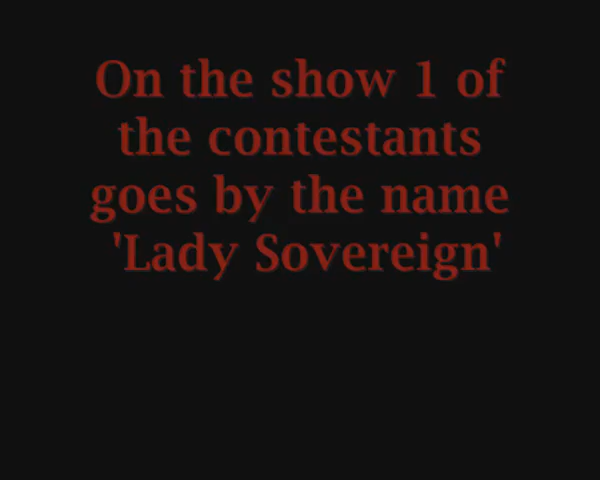 On the show 1 of
the contestants
goes by the name
'Lady Sovereign'